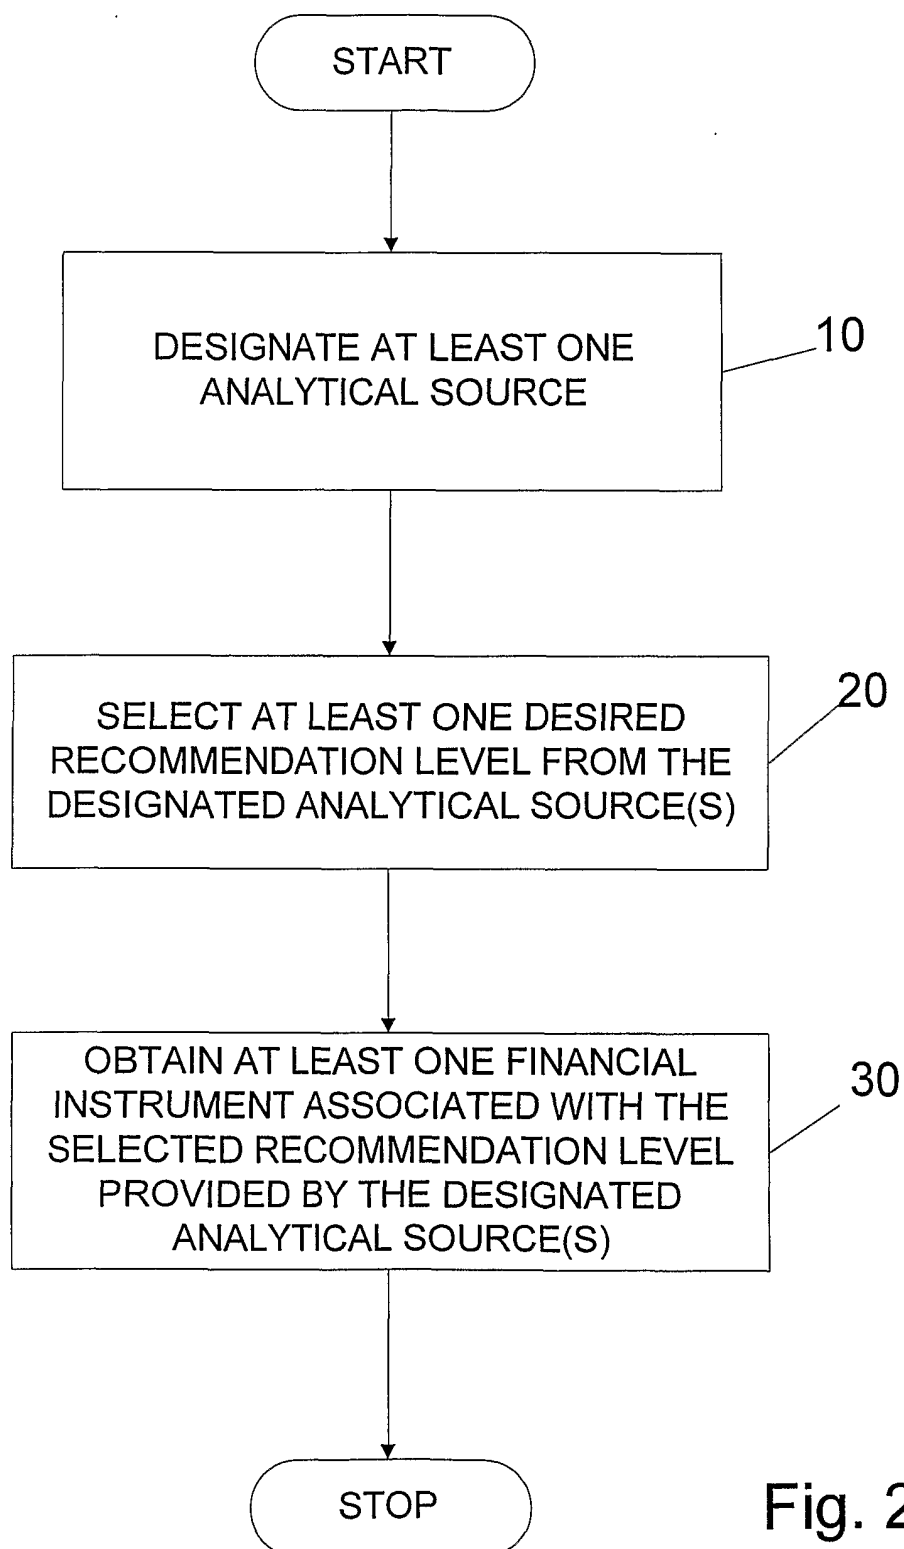 START
DESIGNATE AT LEAST ONE
ANALYTICAL SOURCE
10
SELECT AT LEAST ONE DESIRED
RECOMMENDATION LEVEL FROM THE
DESIGNATED ANALYTICAL SOURCE(S)
20
OBTAIN AT LEAST ONE FINANCIAL
INSTRUMENT ASSOCIATED WITH THE
SELECTED RECOMMENDATION LEVEL
PROVIDED BY THE DESIGNATED
ANALYTICAL SOURCE(S)
30
STOP
Fig. 2